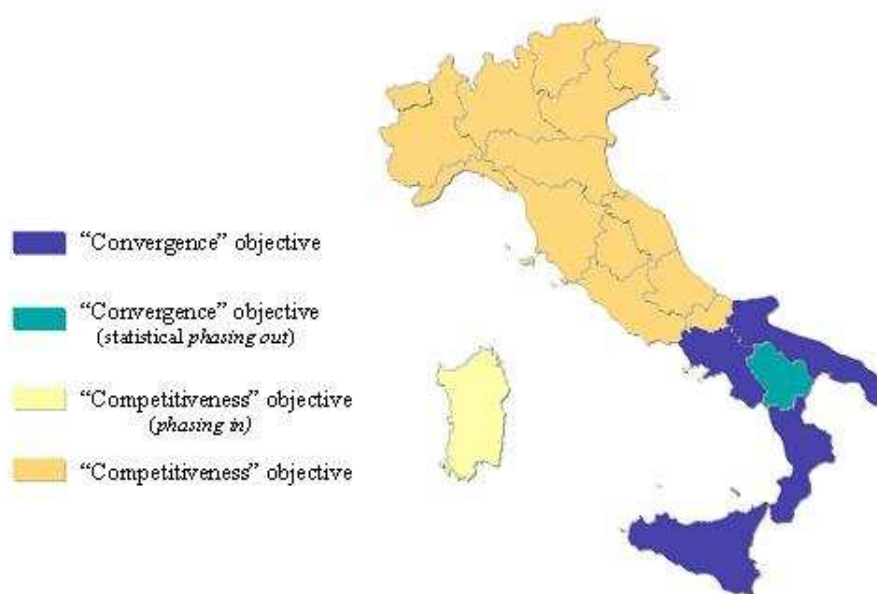 “Convergence” objective
“Convergence” objective
(statistical phasing out)
“Competitiveness” objective
(phasing in)
“Competitiveness” objective